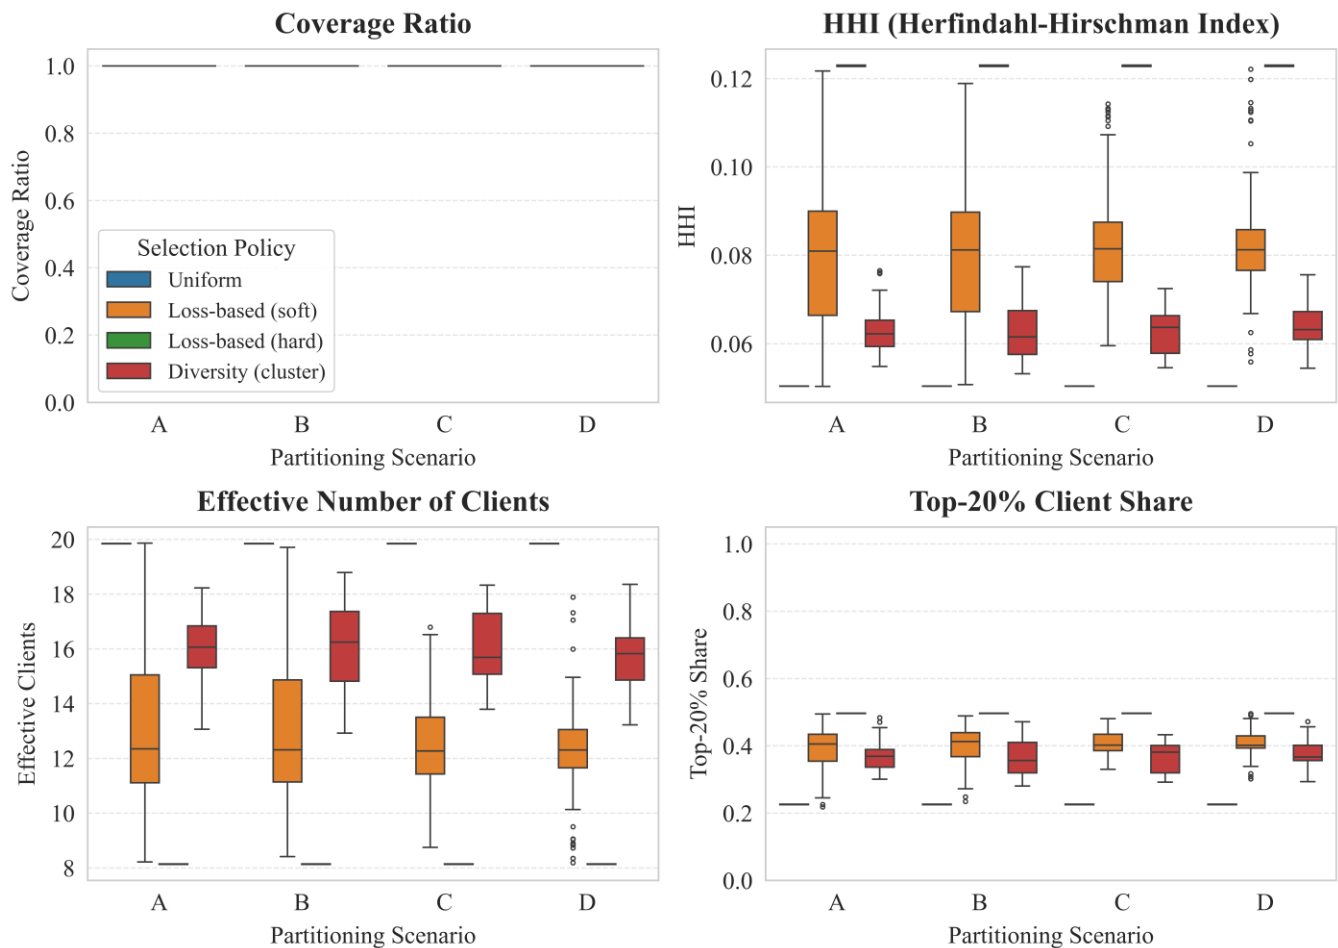 Coverage Ratio
Coverage Ratio
1.0
0.8
0.6
0.4
0.2
0.0
Selection Policy
Uniform
Loss-based (soft)
Loss-based (hard)
Diversity (cluster)
A B C D
Partitioning Scenario
HHI (Herfindahl-Hirschman Index)
HHI
0.12
0.10
0.08
0.06
A B C D
Partitioning Scenario
Effective Number of Clients
Effective Clients
20
18
16
14
12
10
8
A B C D
Partitioning Scenario
Top-20% Client Share
Top-20% Share
1.0
0.8
0.6
0.4
0.2
0.0
A B C D
Partitioning Scenario